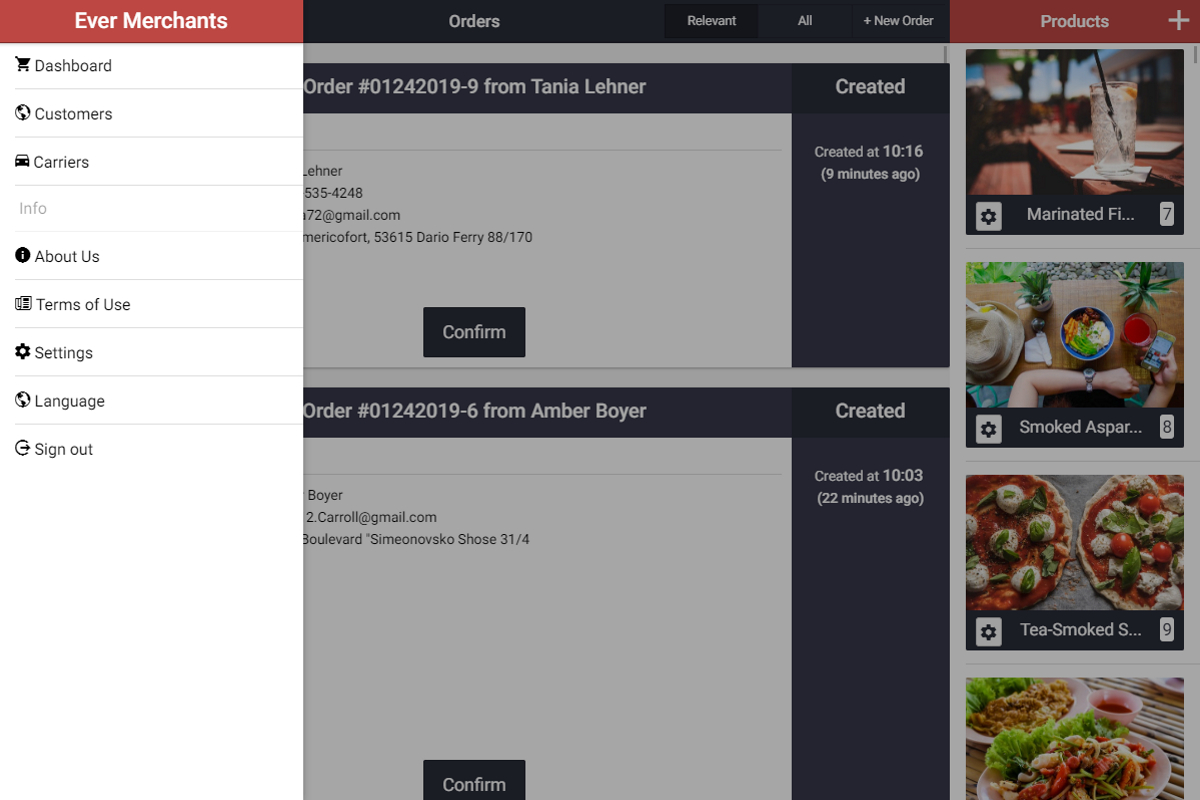 Ever Merchants
Dashboard
Customers
Carriers
Info
About Us
Terms of Use
Settings
Language
Sign out
Orders
Relevant
All
+ New Order
Order #01242019-9 from Tania Lehner
Created
Lehner
535-4248
a72@gmail.com
mericofort, 53615 Dario Ferry 88/170
Confirm
Created at 10:16
(9 minutes ago)
Order #01242019-6 from Amber Boyer
Created
Boyer
2.Carroll@gmail.com
Boulevard "Simeonovsko Shose 31/4
Confirm
Created at 10:03
(22 minutes ago)
Products
Marinated Fi...
7
Smoked Aspar...
8
Tea-Smoked S...
9